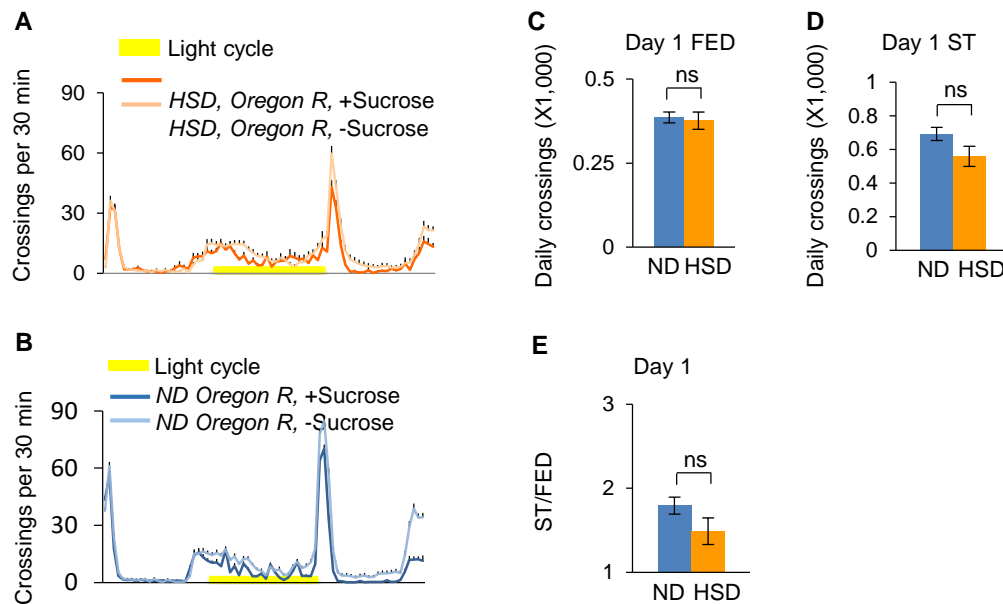 A
Light cycle
HSD, Oregon R, +Sucrose
HSD, Oregon R, -Sucrose
Crossings per 30 min
90
60
30
0
B
Light cycle
ND Oregon R, +Sucrose
ND Oregon R, -Sucrose
Crossings per 30 min
90
60
30
0
C
Day 1 FED
Daily crossings (X1,000)
0.5
0.25
0
ns
ND HSD
D
Day 1 ST
Daily crossings (X1,000)
1
0.8
0.6
0.4
0.2
0
ns
ND HSD
E
Day 1
ST/FED
3
2
1
ns
ND HSD